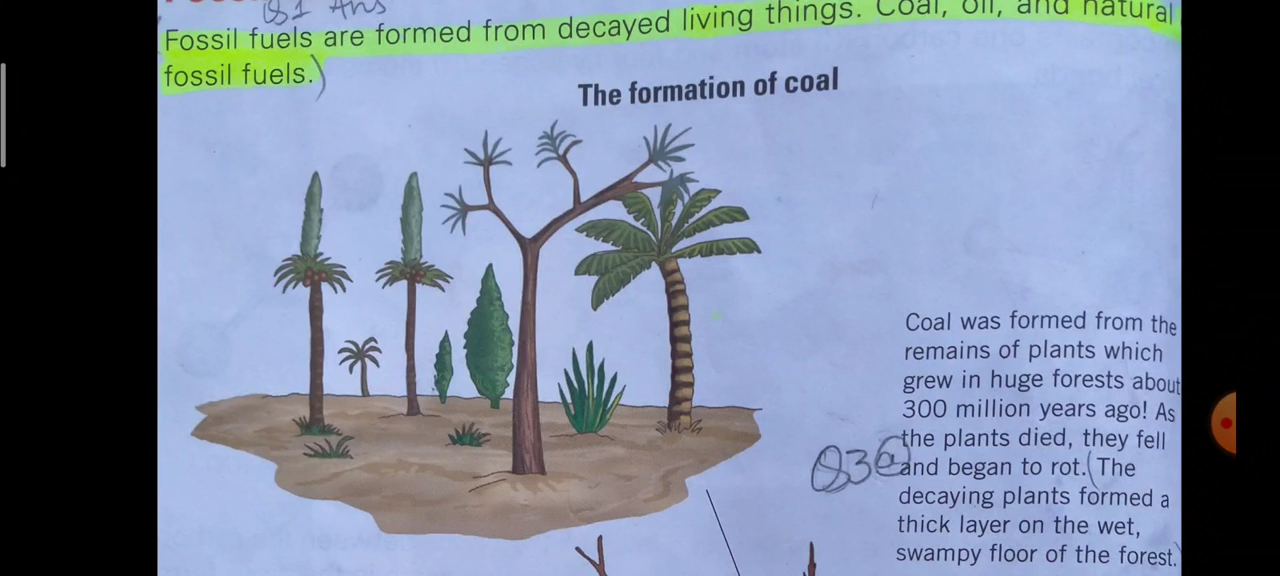 Q1 Ans
Fossil fuels are formed from decayed living things. Coal, oil, and natural
fossil fuels.)
The formation of coal
Coal was formed from the
remains of plants which
grew in huge forests about
300 million years ago! As
the plants died, they fell
Q3 a and began to rot. (The
decaying plants formed a
thick layer on the wet,
swampy floor of the forest.)